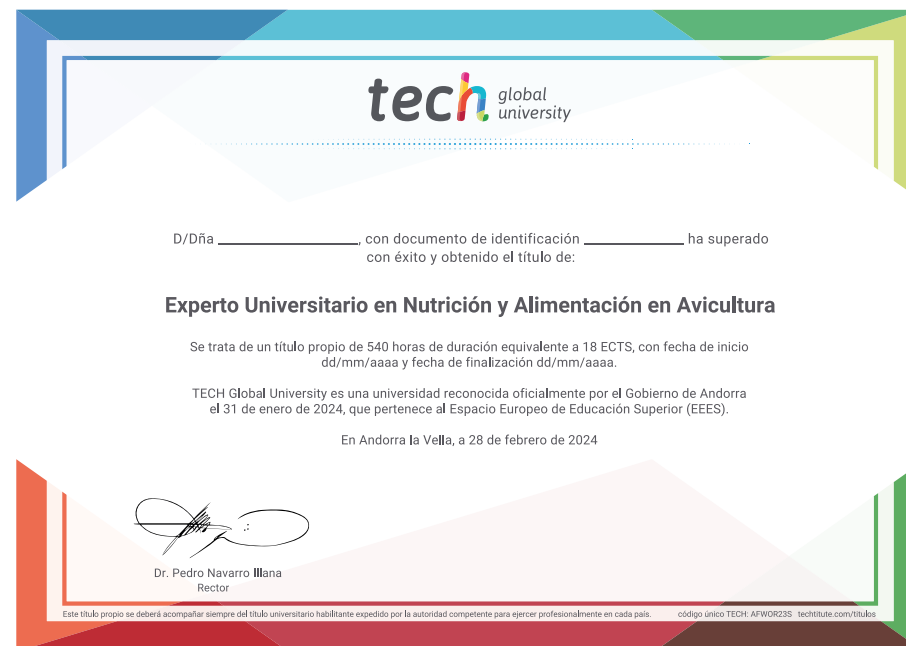 tech global university
D/Dña ______________, con documento de identificación __________ ha superado
con éxito y obtenido el título de:
Experto Universitario en Nutrición y Alimentación en Avicultura
Se trata de un título propio de 540 horas de duración equivalente a 18 ECTS, con fecha de inicio
dd/mm/aaaa y fecha de finalización dd/mm/aaaa.
TECH Global University es una universidad reconocida oficialmente por el Gobierno de Andorra
el 31 de enero de 2024, que pertenece al Espacio Europeo de Educación Superior (EEES).
En Andorra la Vella, a 28 de febrero de 2024
Dr. Pedro Navarro Illana
Rector
Este título propio se deberá acompañar siempre del título universitario habilitante expedido por la autoridad competente para ejercer profesionalmente en cada país. código único TECH: AFWOR23S techtitute.com/titulos